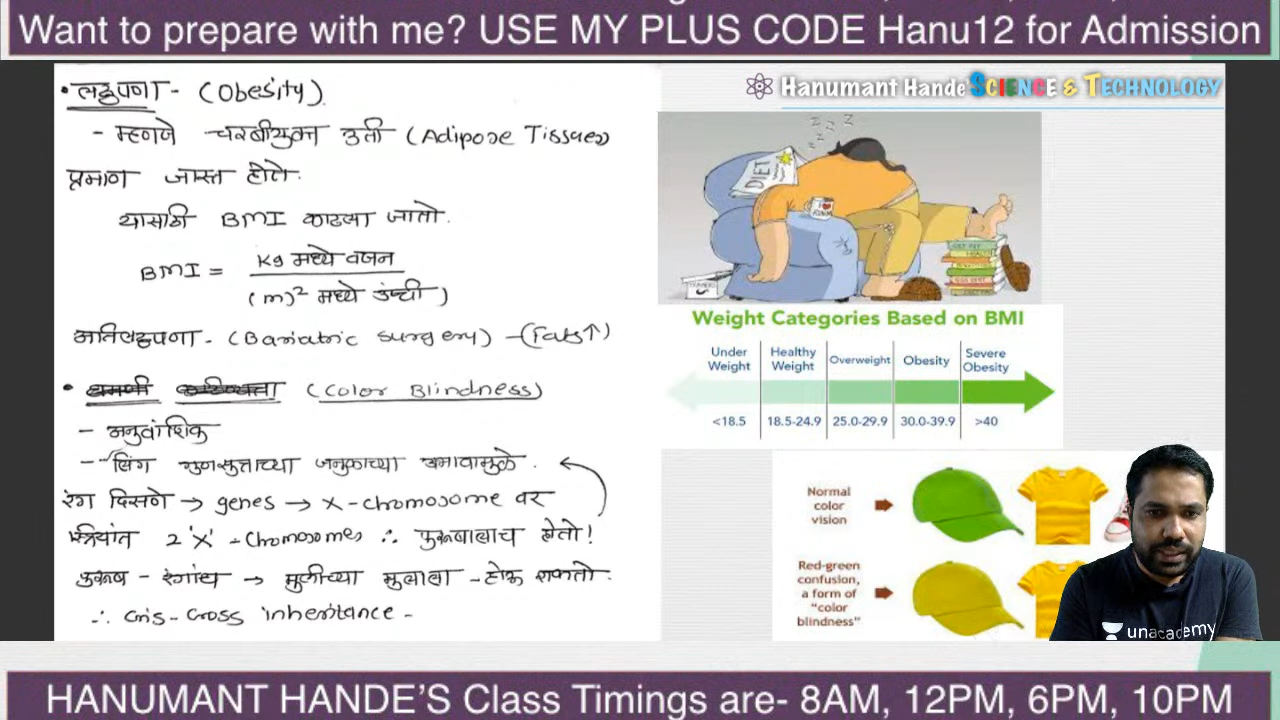 Want to prepare with me? USE MY PLUS CODE Hanu12 for Admission
Hanumant Hande SCIENCE & TECHNOLOGY
• लठ्ठपणा - (Obesity)
- म्हणजे चरबीयुक्त उती (Adipose Tissues)
प्रमाण जास्त होते.
यासाठी BMI काढला जातो.
BMI = kg मध्ये वजन
(m)² मध्ये उंची)
अतिलठ्ठपणा - (Bariatric surgery) - (Fats↑)
• (Color Blindness)
- अनुवांशिक
- लिंग गुणसुत्राच्या जनुकाच्या अभावामुळे.
रंग दिसणे → genes → X-chromosome वर
स्त्रियांत 2 'X' - Chomosomes ∴ पुरूषालाच होतो!
पुरूष - रंगांध → मुलीच्या मुलाला - होऊ शकतो.
∴ Cris-Cross inheritance -
DIET
Weight Categories Based on BMI
Under Weight
Healthy Weight
Overweight
Obesity
Severe Obesity
<18.5
18.5-24.9
25.0-29.9
30.0-39.9
>40
Normal
color
vision
Red-green
confusion,
a form of
"color
blindness"
unacademy
HANUMANT HANDE'S Class Timings are- 8AM, 12PM, 6PM, 10PM